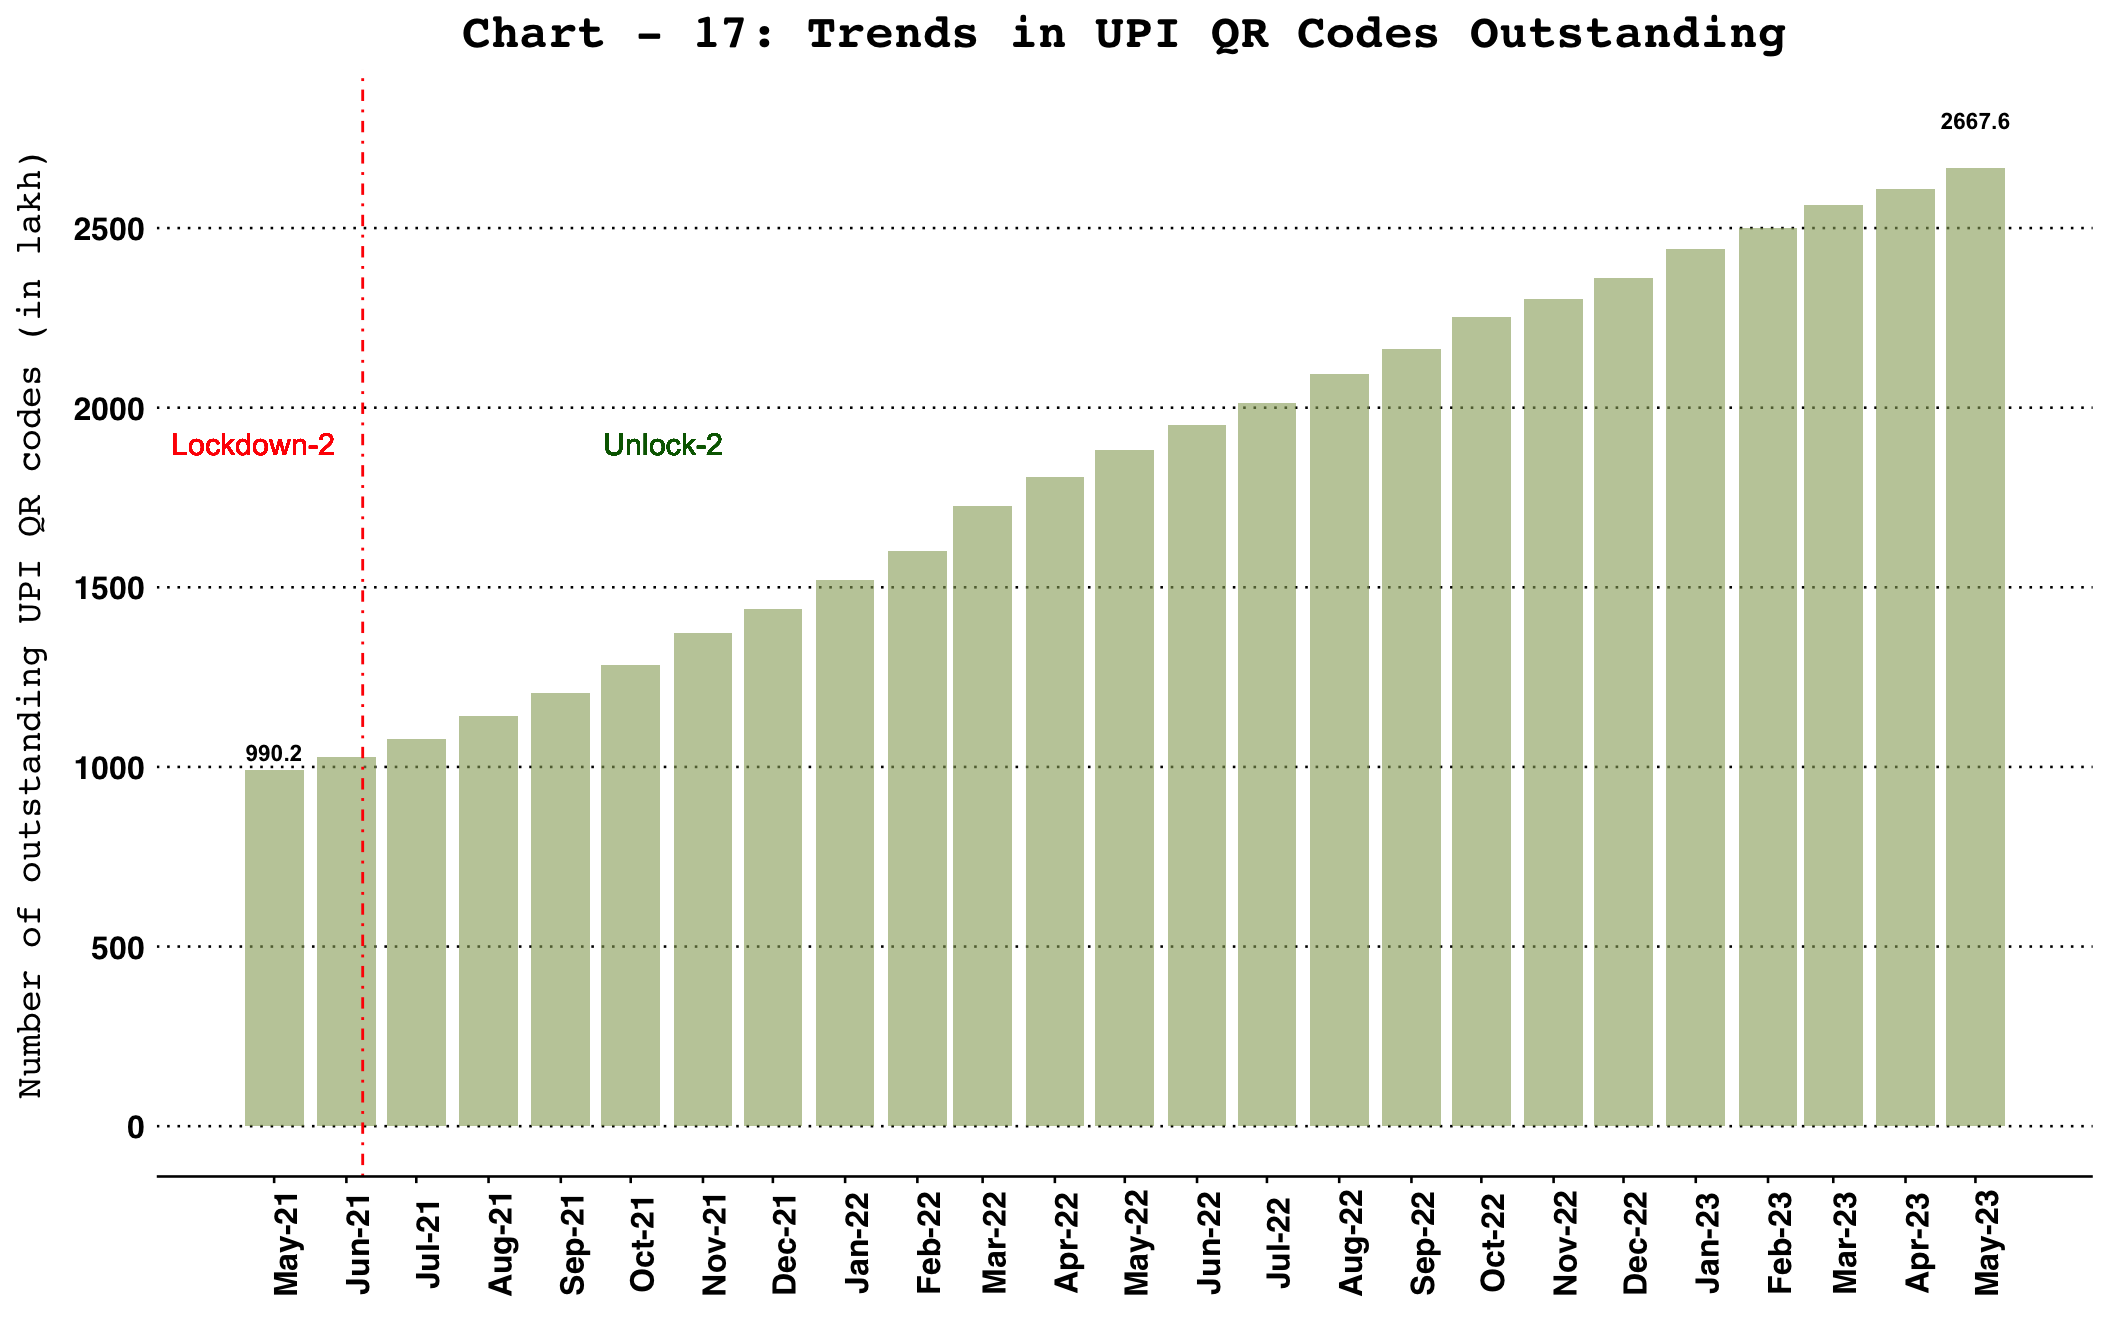 Chart - 17: Trends in UPI QR Codes Outstanding
Number of outstanding UPI QR codes (in lakh)
2667.6
2500
2000
Lockdown-2
Unlock-2
1500
990.2
1000
500
0
May-21
Jun-21
Jul-21
Aug-21
Sep-21
Oct-21
Nov-21
Dec-21
Jan-22
Feb-22
Mar-22
Apr-22
May-22
Jun-22
Jul-22
Aug-22
Sep-22
Oct-22
Nov-22
Dec-22
Jan-23
Feb-23
Mar-23
Apr-23
May-23